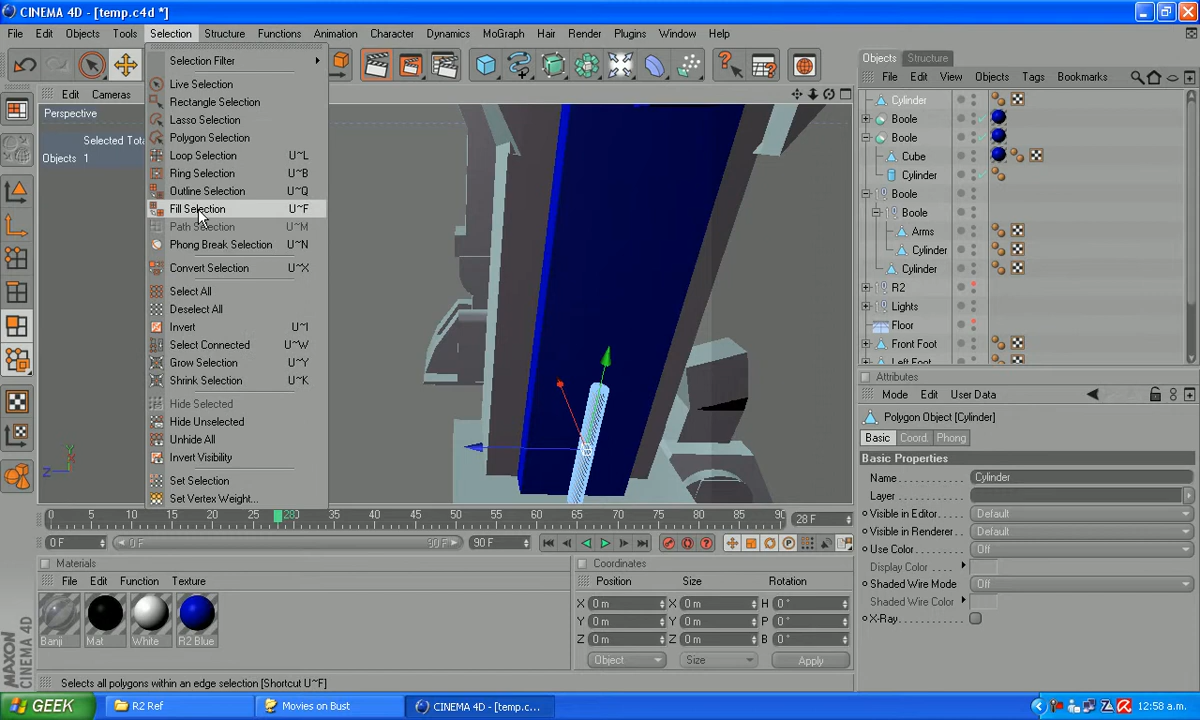 CINEMA 4D - [temp.c4d *]
File Edit Objects Tools Selection Structure Functions Animation Character Dynamics MoGraph Hair Render Plugins Window Help
Edit Cameras
Perspective
Selected Tota
Objects 1
Selection Filter
Live Selection
Rectangle Selection
Lasso Selection
Polygon Selection
Loop Selection U~L
Ring Selection U~B
Outline Selection U~Q
Fill Selection U~F
Path Selection U~M
Phong Break Selection U~N
Convert Selection U~X
Select All
Deselect All
Invert U~I
Select Connected U~W
Grow Selection U~Y
Shrink Selection U~K
Hide Selected
Hide Unselected
Unhide All
Invert Visibility
Set Selection
Set Vertex Weight...
Y
Z
0 5 10 15 20 25 280 35 40 45 50 55 60 65 70 75 80 85 90 28 F
0 F 0 F 90 F 90 F
Materials
File Edit Function Texture
Banji Mat White R2 Blue
Coordinates
Position Size Rotation
X 0 m X 0 m H 0 °
Y 0 m Y 0 m P 0 °
Z 0 m Z 0 m B 0 °
Object Size Apply
Objects Structure
File Edit View Objects Tags Bookmarks
Cylinder
Boole
Boole
Cube
Cylinder
Boole
Boole
Arms
Cylinder
Cylinder
R2
Lights
Floor
Front Foot
Left Foot
Attributes
Mode Edit User Data
Polygon Object [Cylinder]
Basic Coord. Phong
Basic Properties
Name Cylinder
Layer
Visible in Editor Default
Visible in Renderer Default
Use Color Off
Display Color
Shaded Wire Mode Off
Shaded Wire Color
X-Ray
MAXON CINEMA 4D
Selects all polygons within an edge selection [Shortcut U~F]
GEEK R2 Ref Movies on Bust CINEMA 4D - [temp.c... 12:58 a.m.